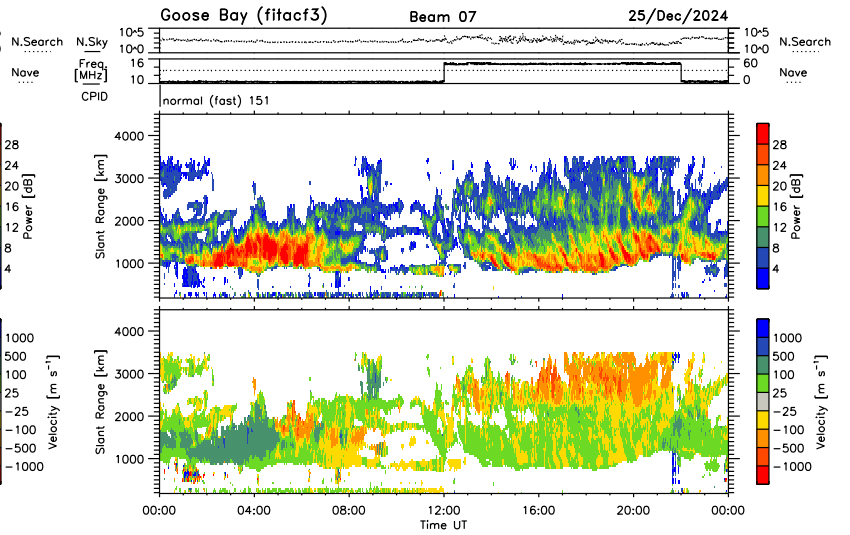 Goose Bay (fitacf3) Beam 07 25/Dec/2024
N.Search N.Sky 10^5 10^0 10^5 10^0 N.Search
Nave Freq. [MHz] 16 10 60 0 Nave
CPID normal (fast) 151
28 24 20 16 12 8 4 Power [dB]
Slant Range [km] 4000 3000 2000 1000
28 24 20 16 12 8 4 Power [dB]
1000 500 100 25 -25 -100 -500 -1000 Velocity [m s⁻¹]
Slant Range [km] 4000 3000 2000 1000
1000 500 100 25 -25 -100 -500 -1000 Velocity [m s⁻¹]
00:00 04:00 08:00 12:00 16:00 20:00 00:00
Time UT